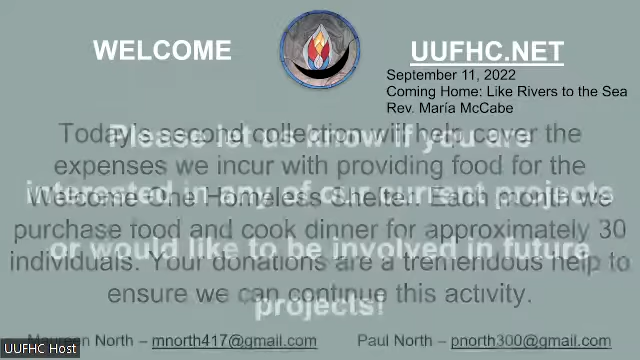 WELCOME
UUFHC.NET
September 11, 2022
Coming Home: Like Rivers to the Sea
Rev. María McCabe
Today's second collection will help cover the
expenses we incur with providing food for the
Welcome One Homeless Shelter. Each month we
purchase food and cook dinner for approximately 30
individuals. Your donations are a tremendous help to
ensure we can continue this activity.
Please let us know if you are
interested in any of our current projects
or would like to be involved in future
projects!
Maureen North – mnorth417@gmail.com
Paul North – pnorth300@gmail.com
UUFHC Host